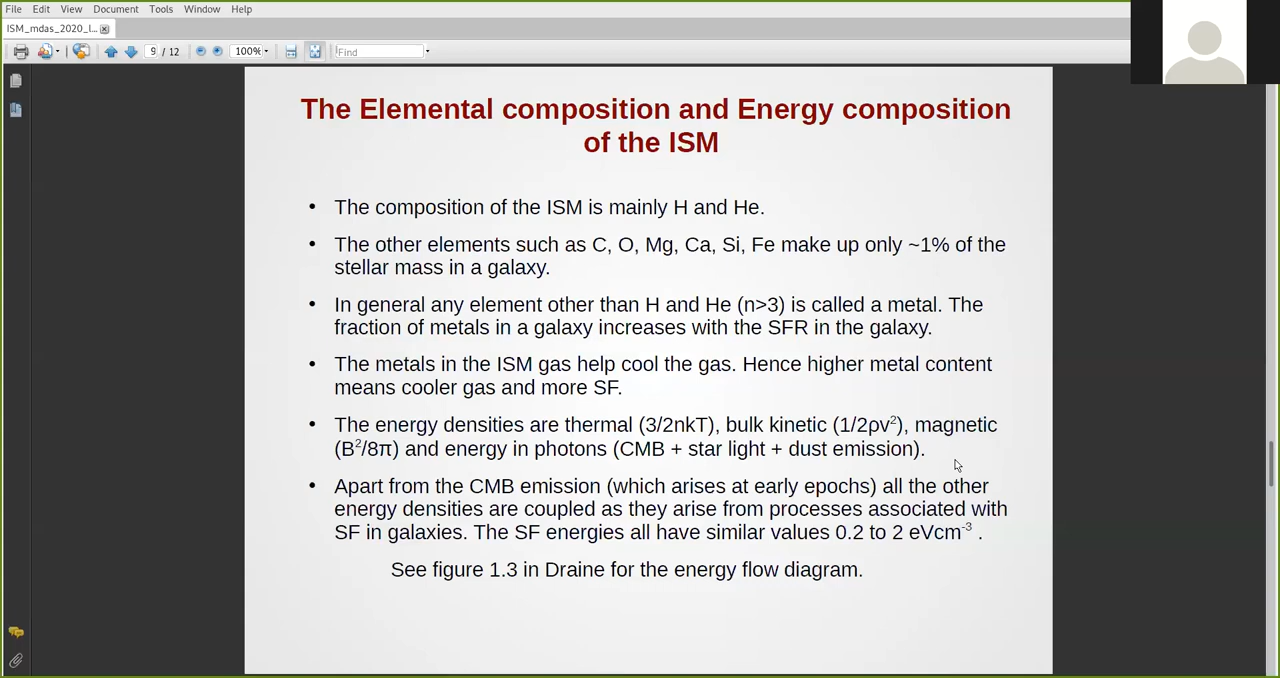 File Edit View Document Tools Window Help
ISM_mdas_2020_l...
9 / 12 100% Find
The Elemental composition and Energy composition
of the ISM
• The composition of the ISM is mainly H and He.
• The other elements such as C, O, Mg, Ca, Si, Fe make up only ~1% of the
stellar mass in a galaxy.
• In general any element other than H and He (n>3) is called a metal. The
fraction of metals in a galaxy increases with the SFR in the galaxy.
• The metals in the ISM gas help cool the gas. Hence higher metal content
means cooler gas and more SF.
• The energy densities are thermal (3/2nkT), bulk kinetic (1/2ρv²), magnetic
(B²/8π) and energy in photons (CMB + star light + dust emission).
• Apart from the CMB emission (which arises at early epochs) all the other
energy densities are coupled as they arise from processes associated with
SF in galaxies. The SF energies all have similar values 0.2 to 2 eVcm⁻³ .
See figure 1.3 in Draine for the energy flow diagram.